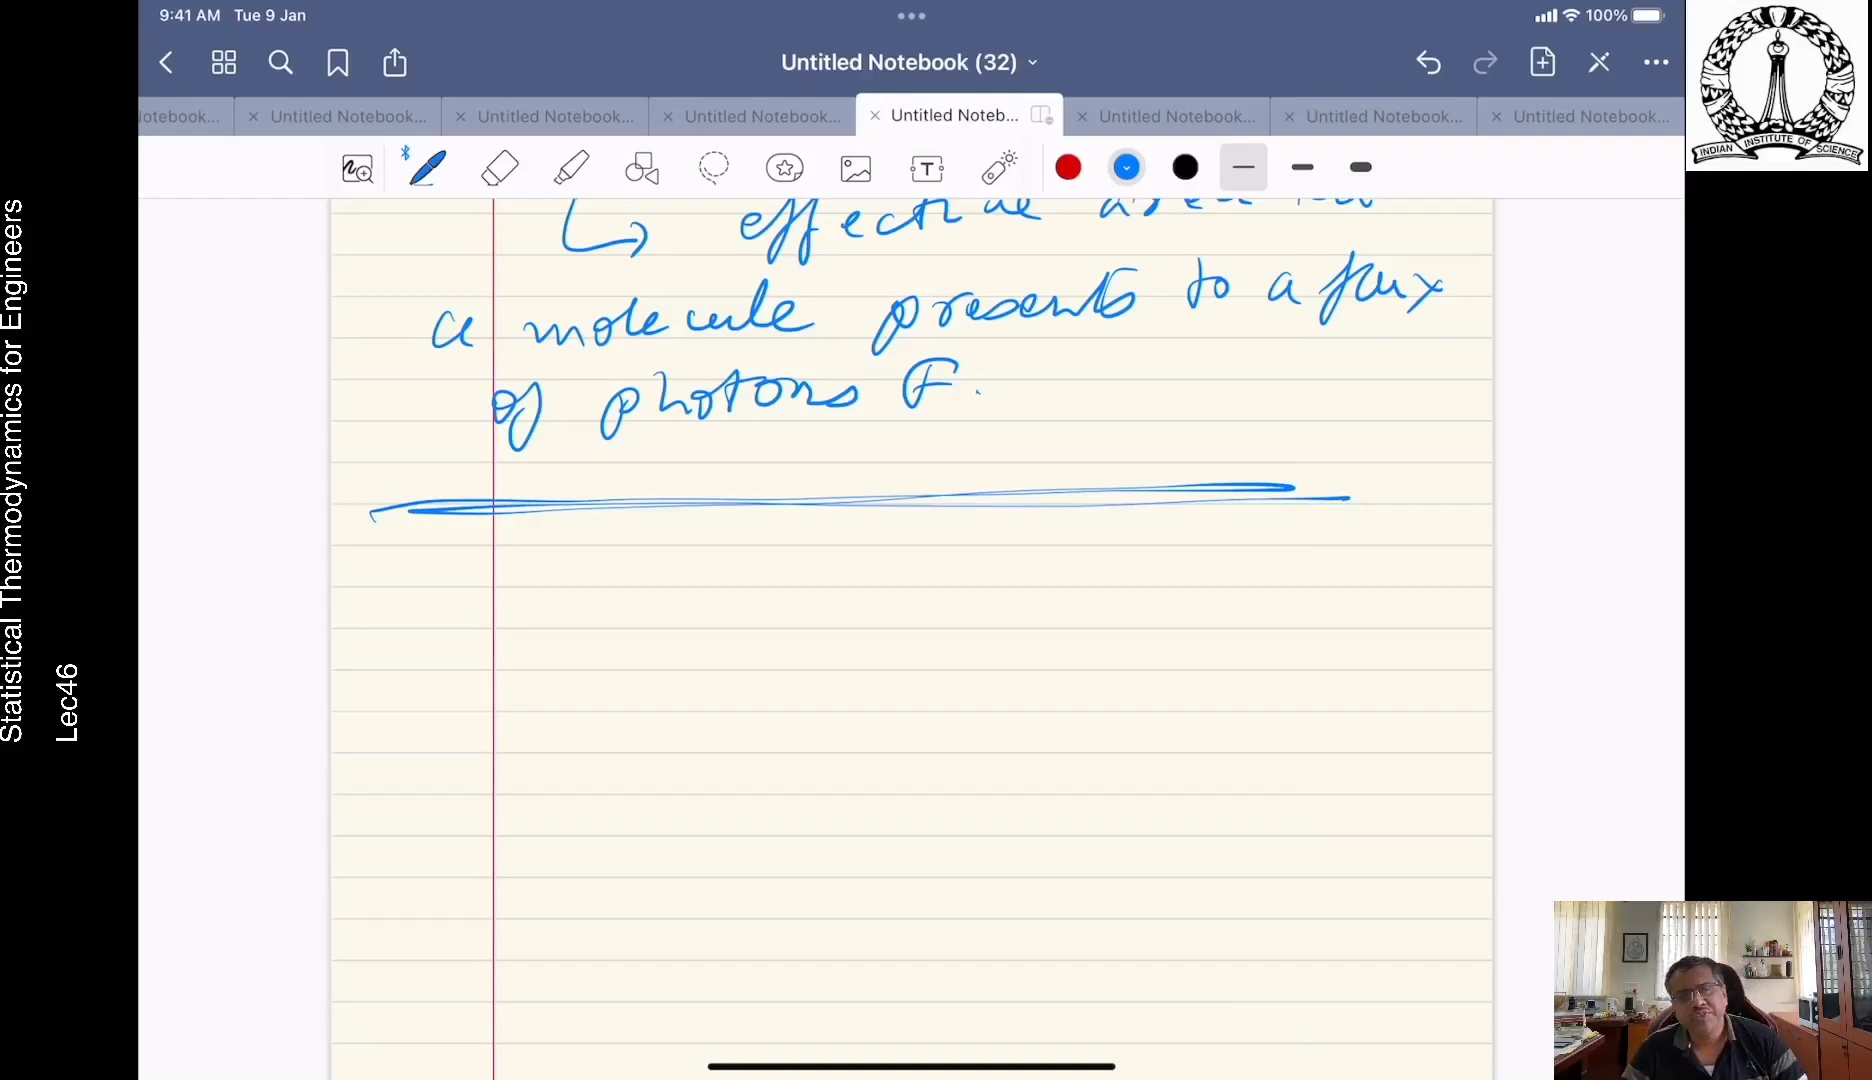 9:41 AM Tue 9 Jan
100%
Untitled Notebook (32)
otebook...
Untitled Notebook...
Untitled Notebook...
Untitled Notebook...
Untitled Noteb...
Untitled Notebook...
Untitled Notebook...
Untitled Notebook...
INDIAN INSTITUTE OF SCIENCE
Statistical Thermodynamics for Engineers
Lec46
T
effective
a molecule presents to a flux
of photons F.